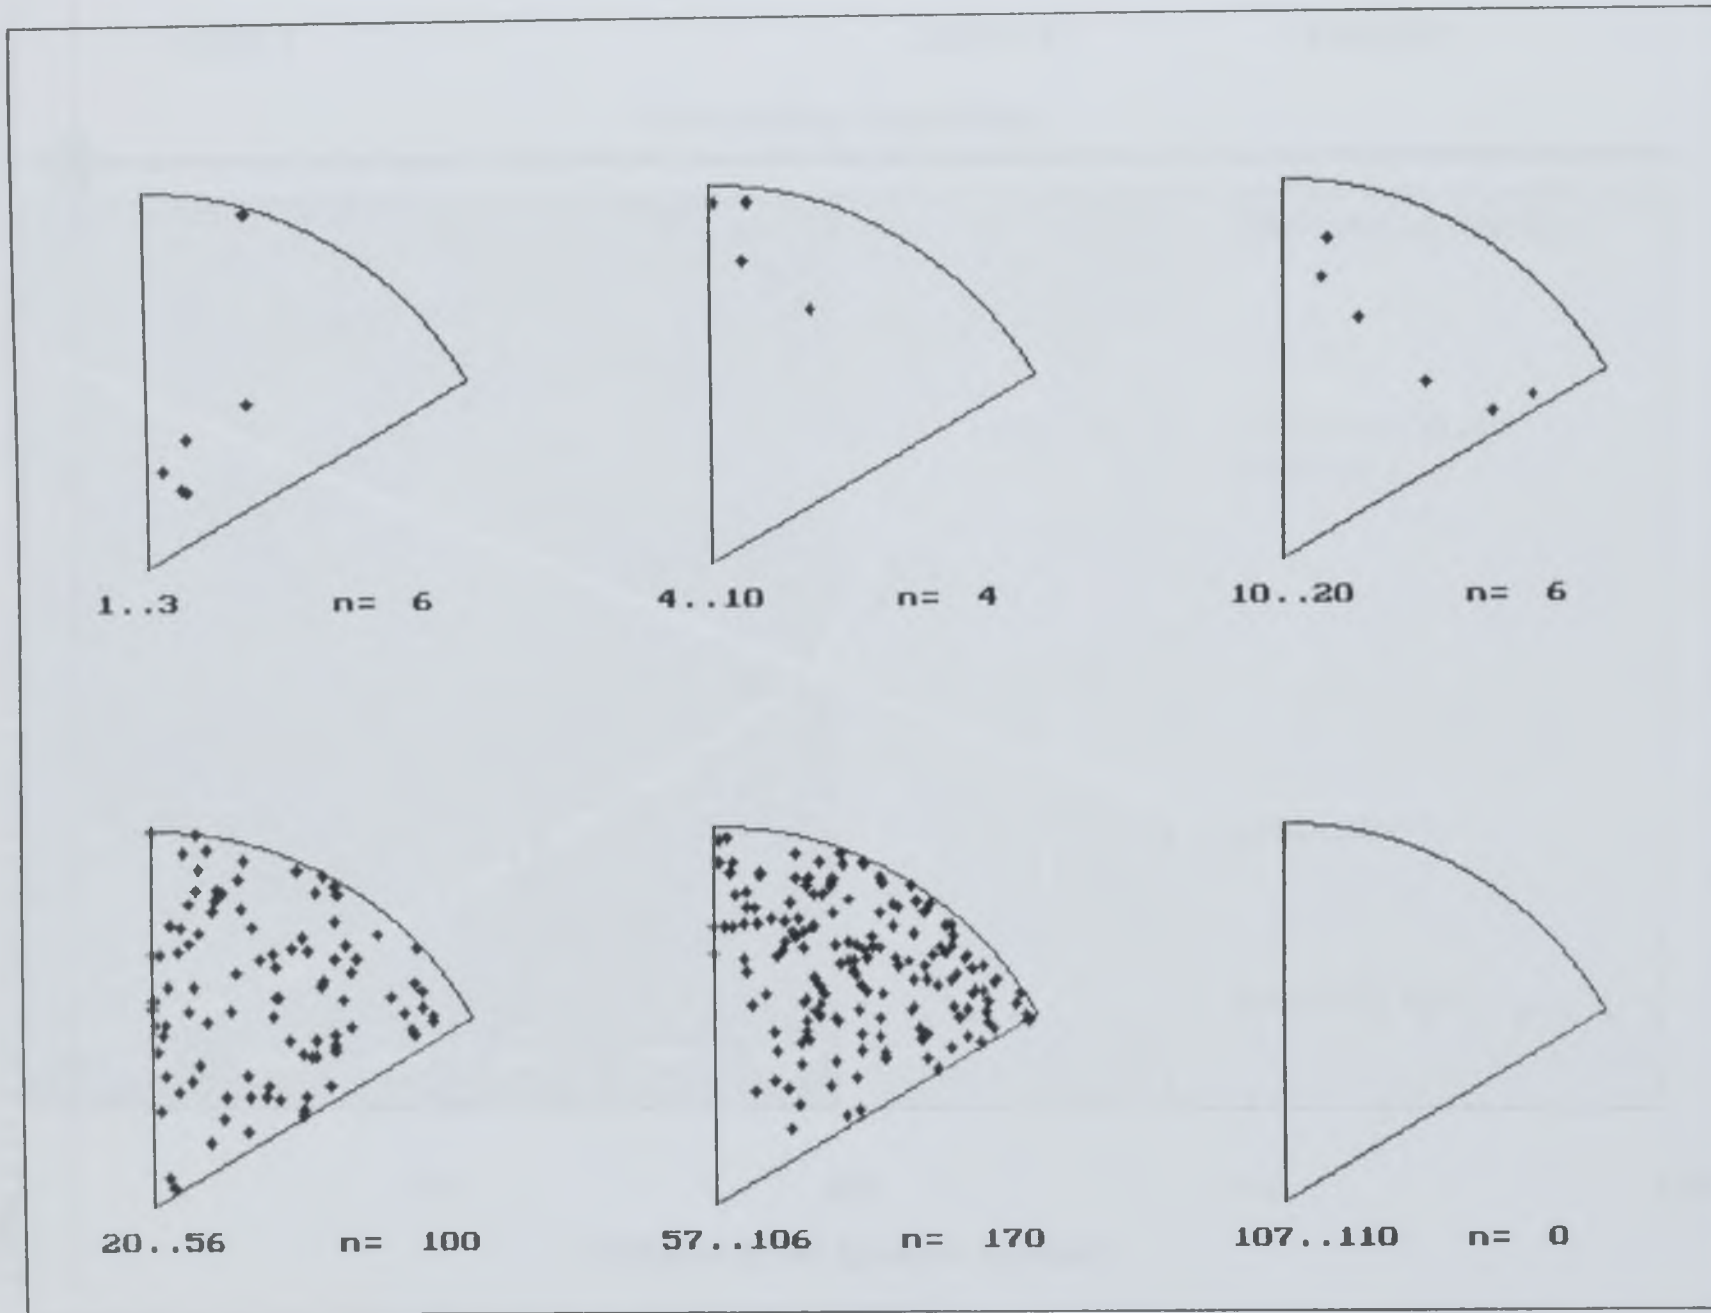 1..3 n= 6
4..10 n= 4
10..20 n= 6
20..56 n= 100
57..106 n= 170
107..110 n= 0